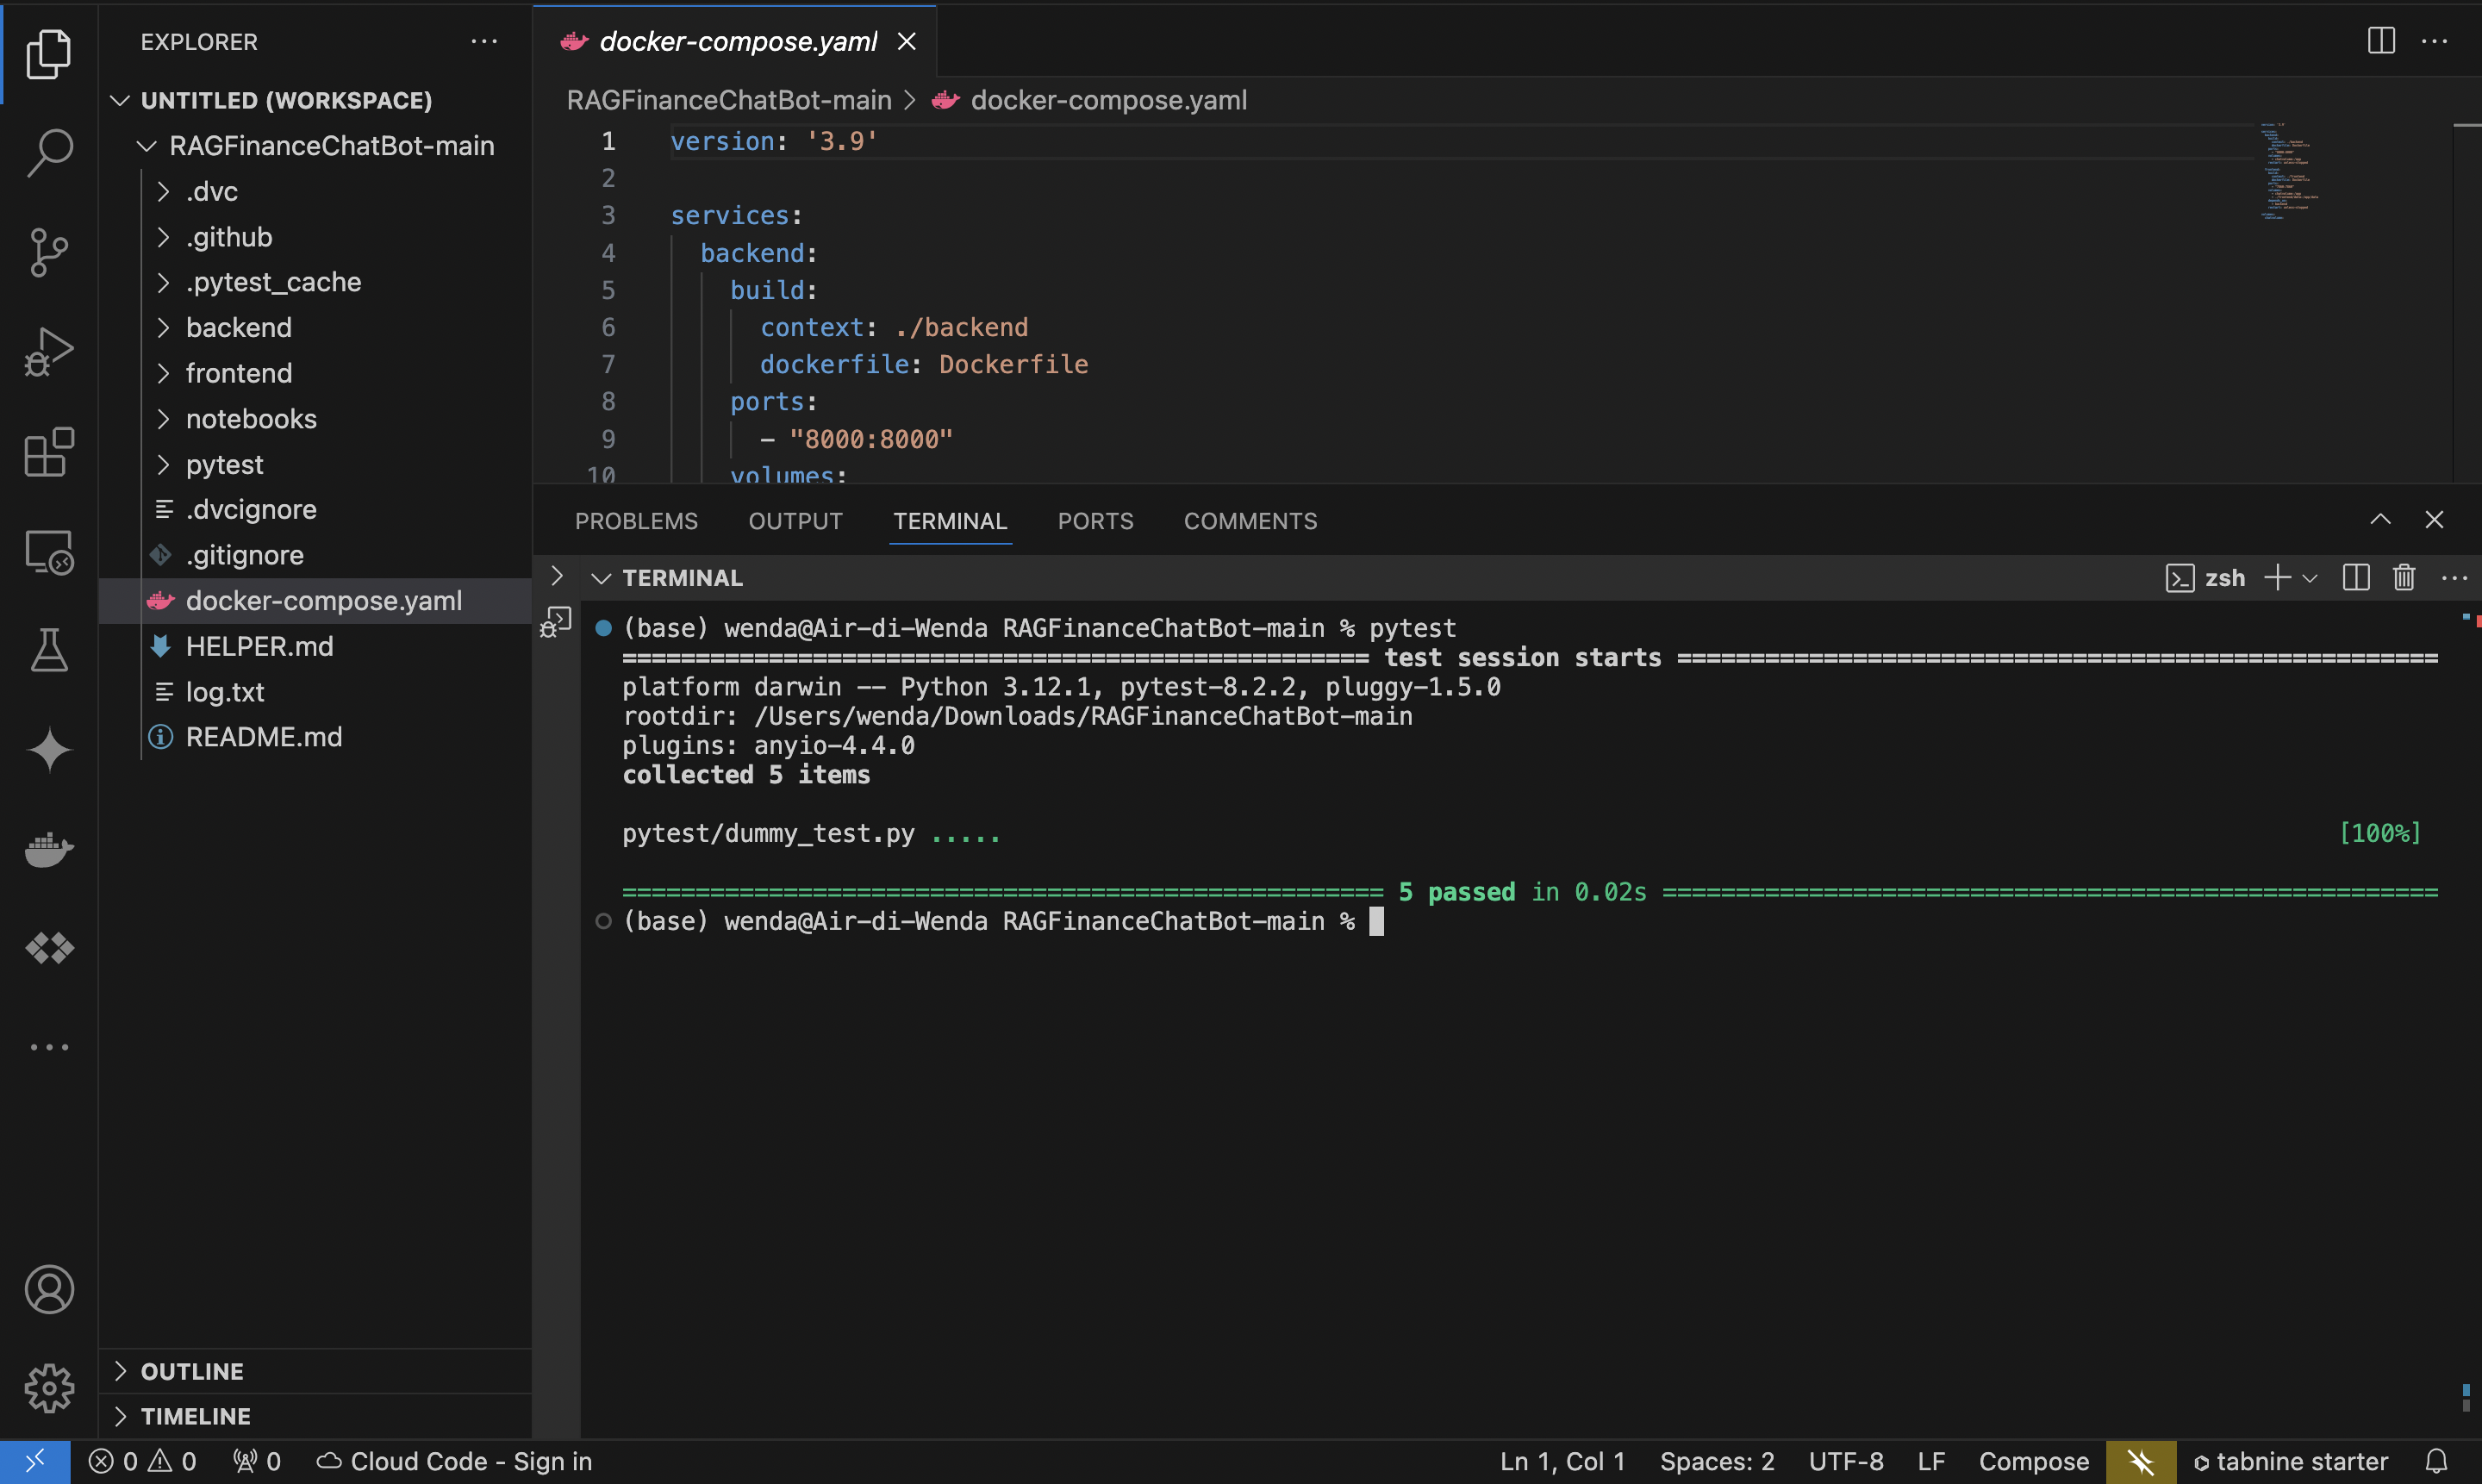 EXPLORER
UNTITLED (WORKSPACE)
RAGFinanceChatBot-main
.dvc
.github
.pytest_cache
backend
frontend
notebooks
pytest
.dvcignore
.gitignore
docker-compose.yaml
HELPER.md
log.txt
README.md
OUTLINE
TIMELINE
docker-compose.yaml
RAGFinanceChatBot-main > docker-compose.yaml
1 version: '3.9'
2
3 services:
4 backend:
5 build:
6 context: ./backend
7 dockerfile: Dockerfile
8 ports:
9 - "8000:8000"
10 volumes:
PROBLEMS OUTPUT TERMINAL PORTS COMMENTS
TERMINAL
zsh
(base) wenda@Air-di-Wenda RAGFinanceChatBot-main % pytest
=================================================== test session starts ====================================================
platform darwin -- Python 3.12.1, pytest-8.2.2, pluggy-1.5.0
rootdir: /Users/wenda/Downloads/RAGFinanceChatBot-main
plugins: anyio-4.4.0
collected 5 items
pytest/dummy_test.py ..... [100%]
==================================================== 5 passed in 0.02s =====================================================
(base) wenda@Air-di-Wenda RAGFinanceChatBot-main %
0 0 0 Cloud Code - Sign in Ln 1, Col 1 Spaces: 2 UTF-8 LF Compose tabnine starter